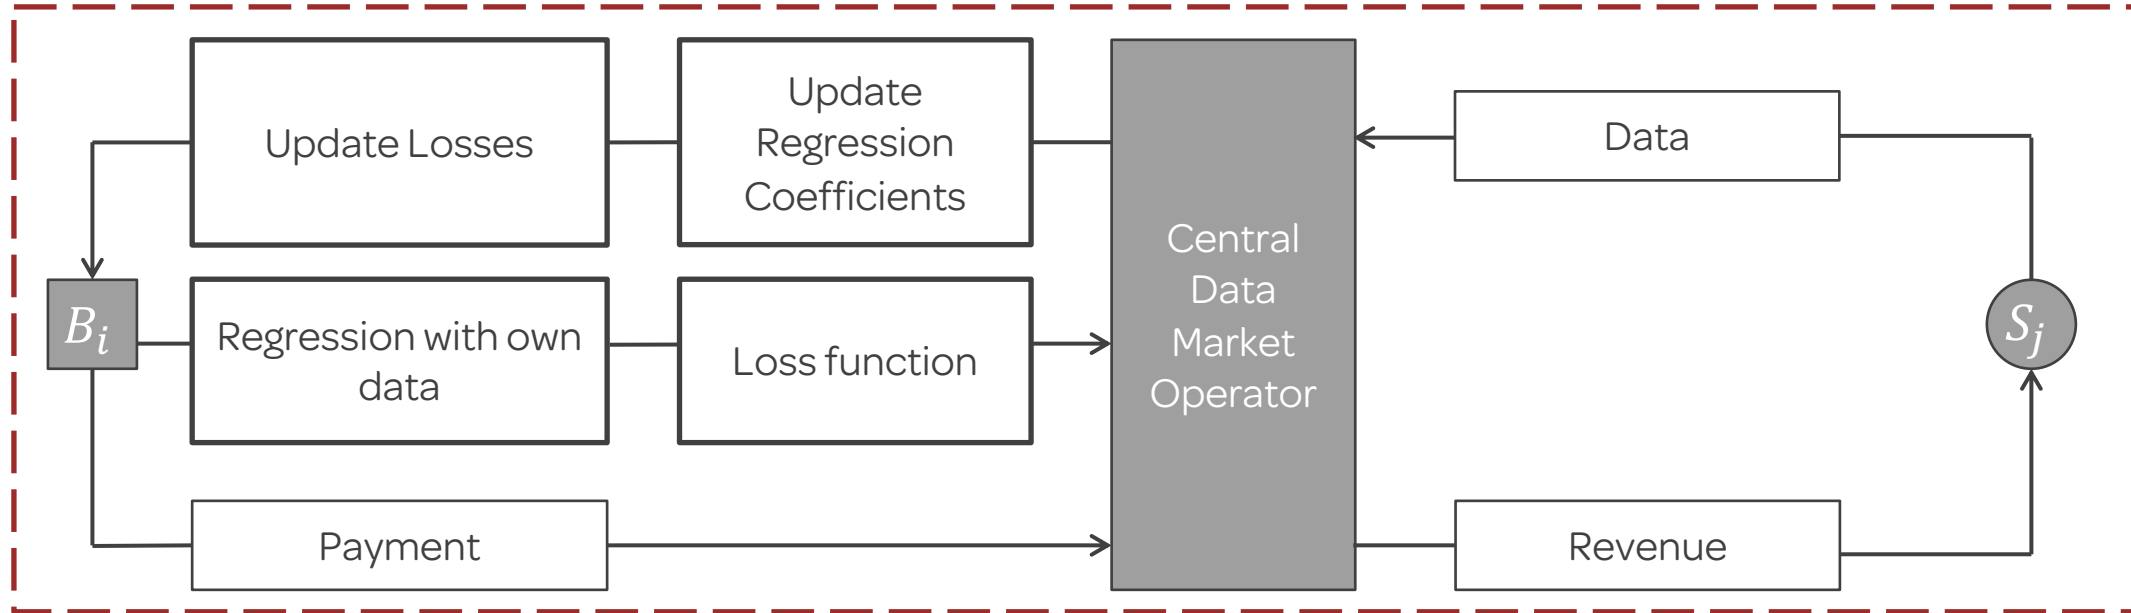 Update Losses
Update
Regression
Coefficients
Data
Central
Data
Market
Operator
B_i
Regression with own
data
Loss function
S_j
Payment
Revenue